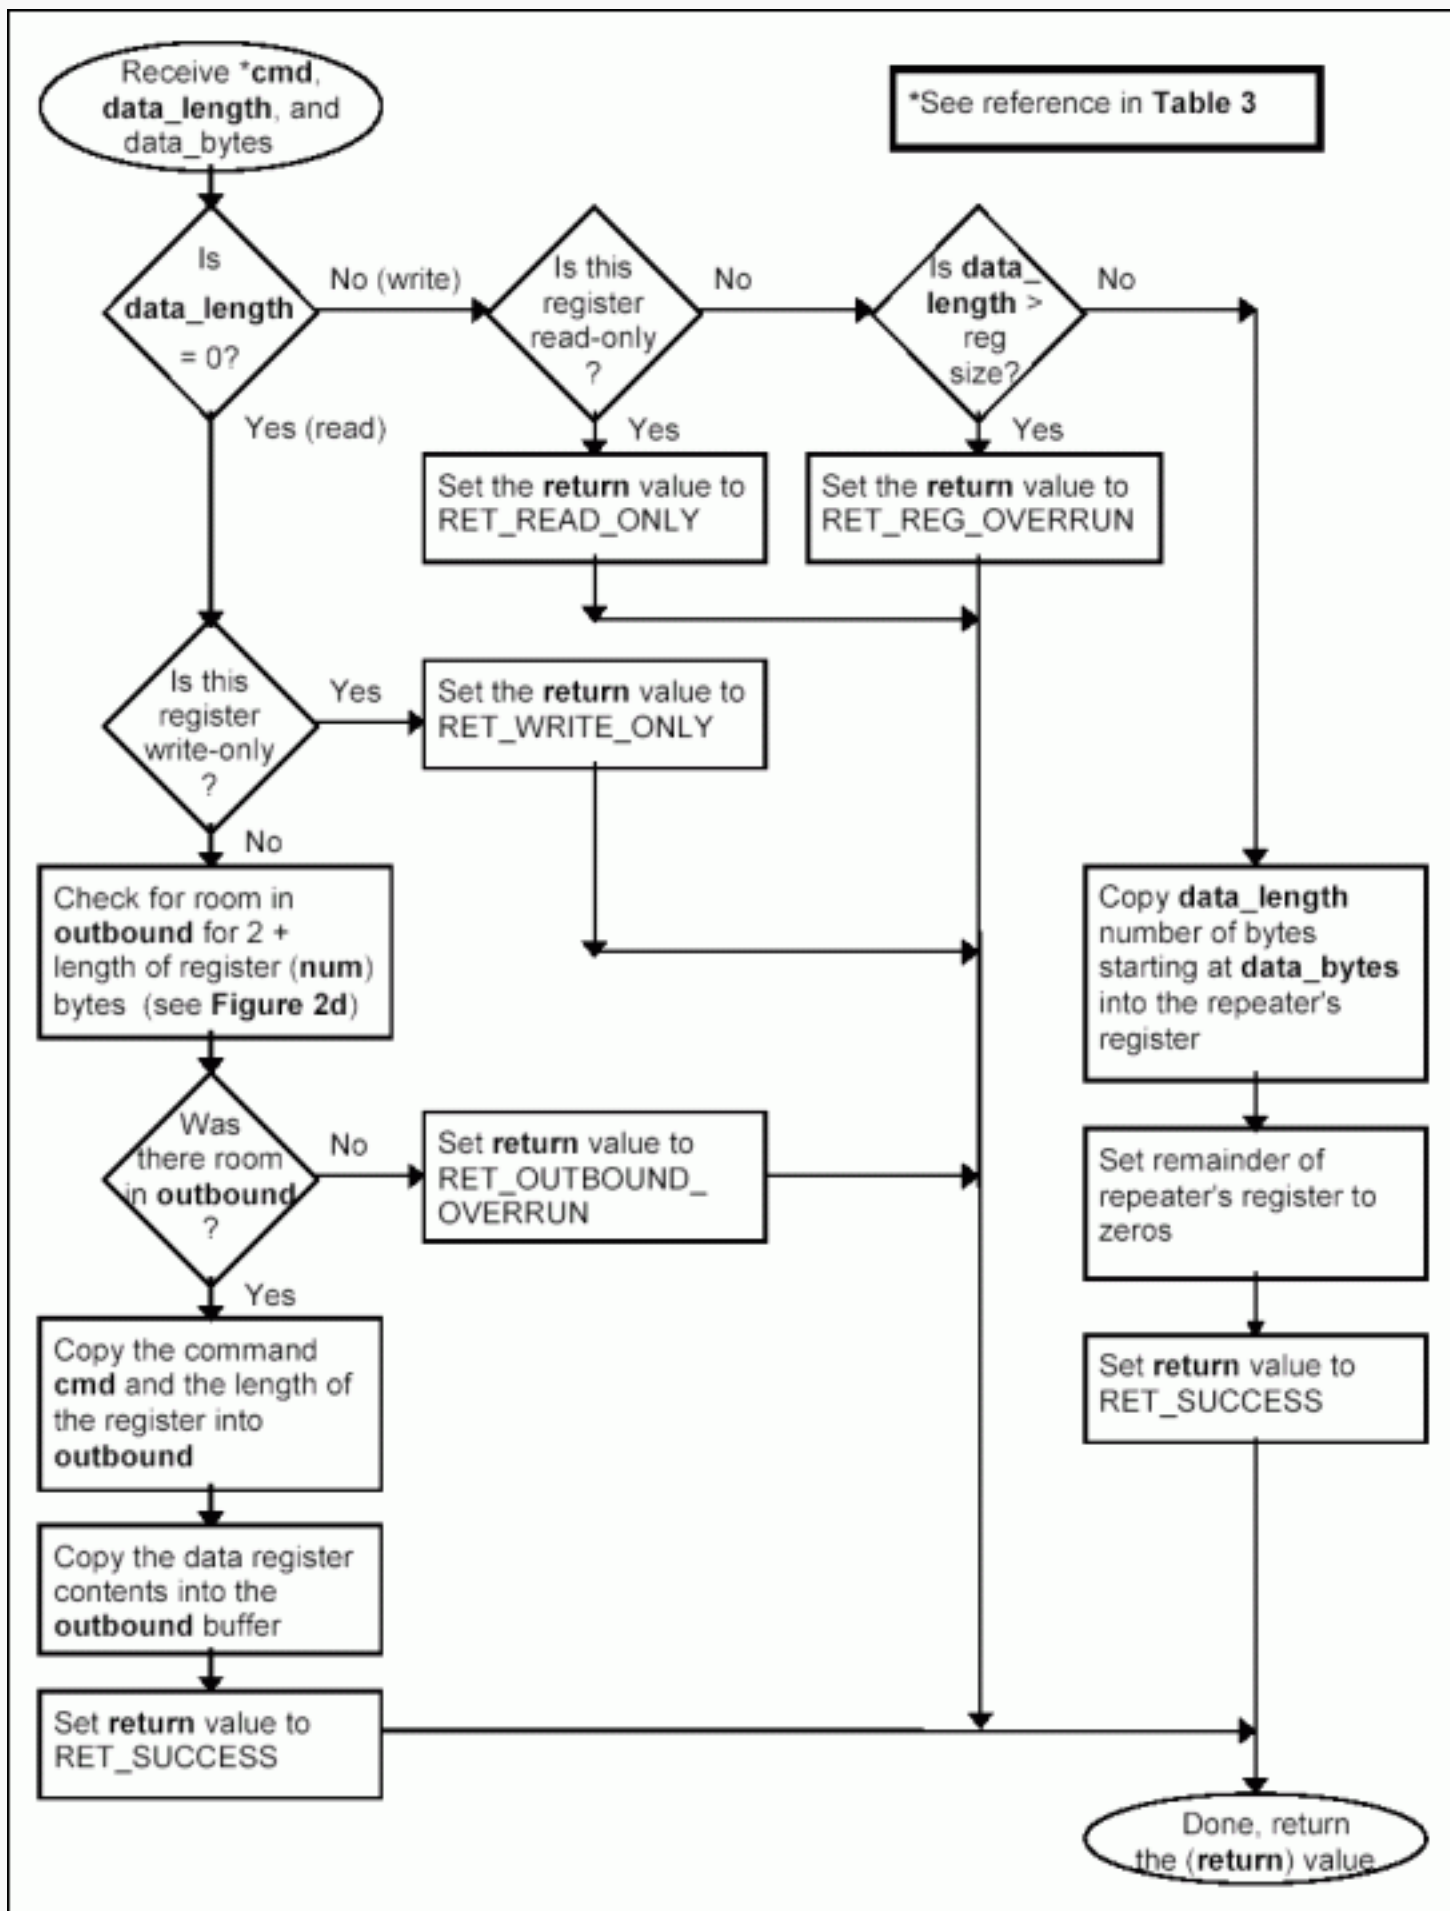 Receive *cmd,
data_length, and
data_bytes
*See reference in Table 3
Is
data_length
= 0?
No (write)
Is this
register
read-only
?
No
Is data_
length >
reg
size?
No
Yes (read)
Yes
Yes
Set the return value to
RET_READ_ONLY
Set the return value to
RET_REG_OVERRUN
Is this
register
write-only
?
Yes
Set the return value to
RET_WRITE_ONLY
No
Check for room in
outbound for 2 +
length of register (num)
bytes (see Figure 2d)
Copy data_length
number of bytes
starting at data_bytes
into the repeater's
register
Was
there room
in outbound
?
No
Set return value to
RET_OUTBOUND_
OVERRUN
Set remainder of
repeater's register to
zeros
Yes
Copy the command
cmd and the length of
the register into
outbound
Set return value to
RET_SUCCESS
Copy the data register
contents into the
outbound buffer
Set return value to
RET_SUCCESS
Done, return
the (return) value